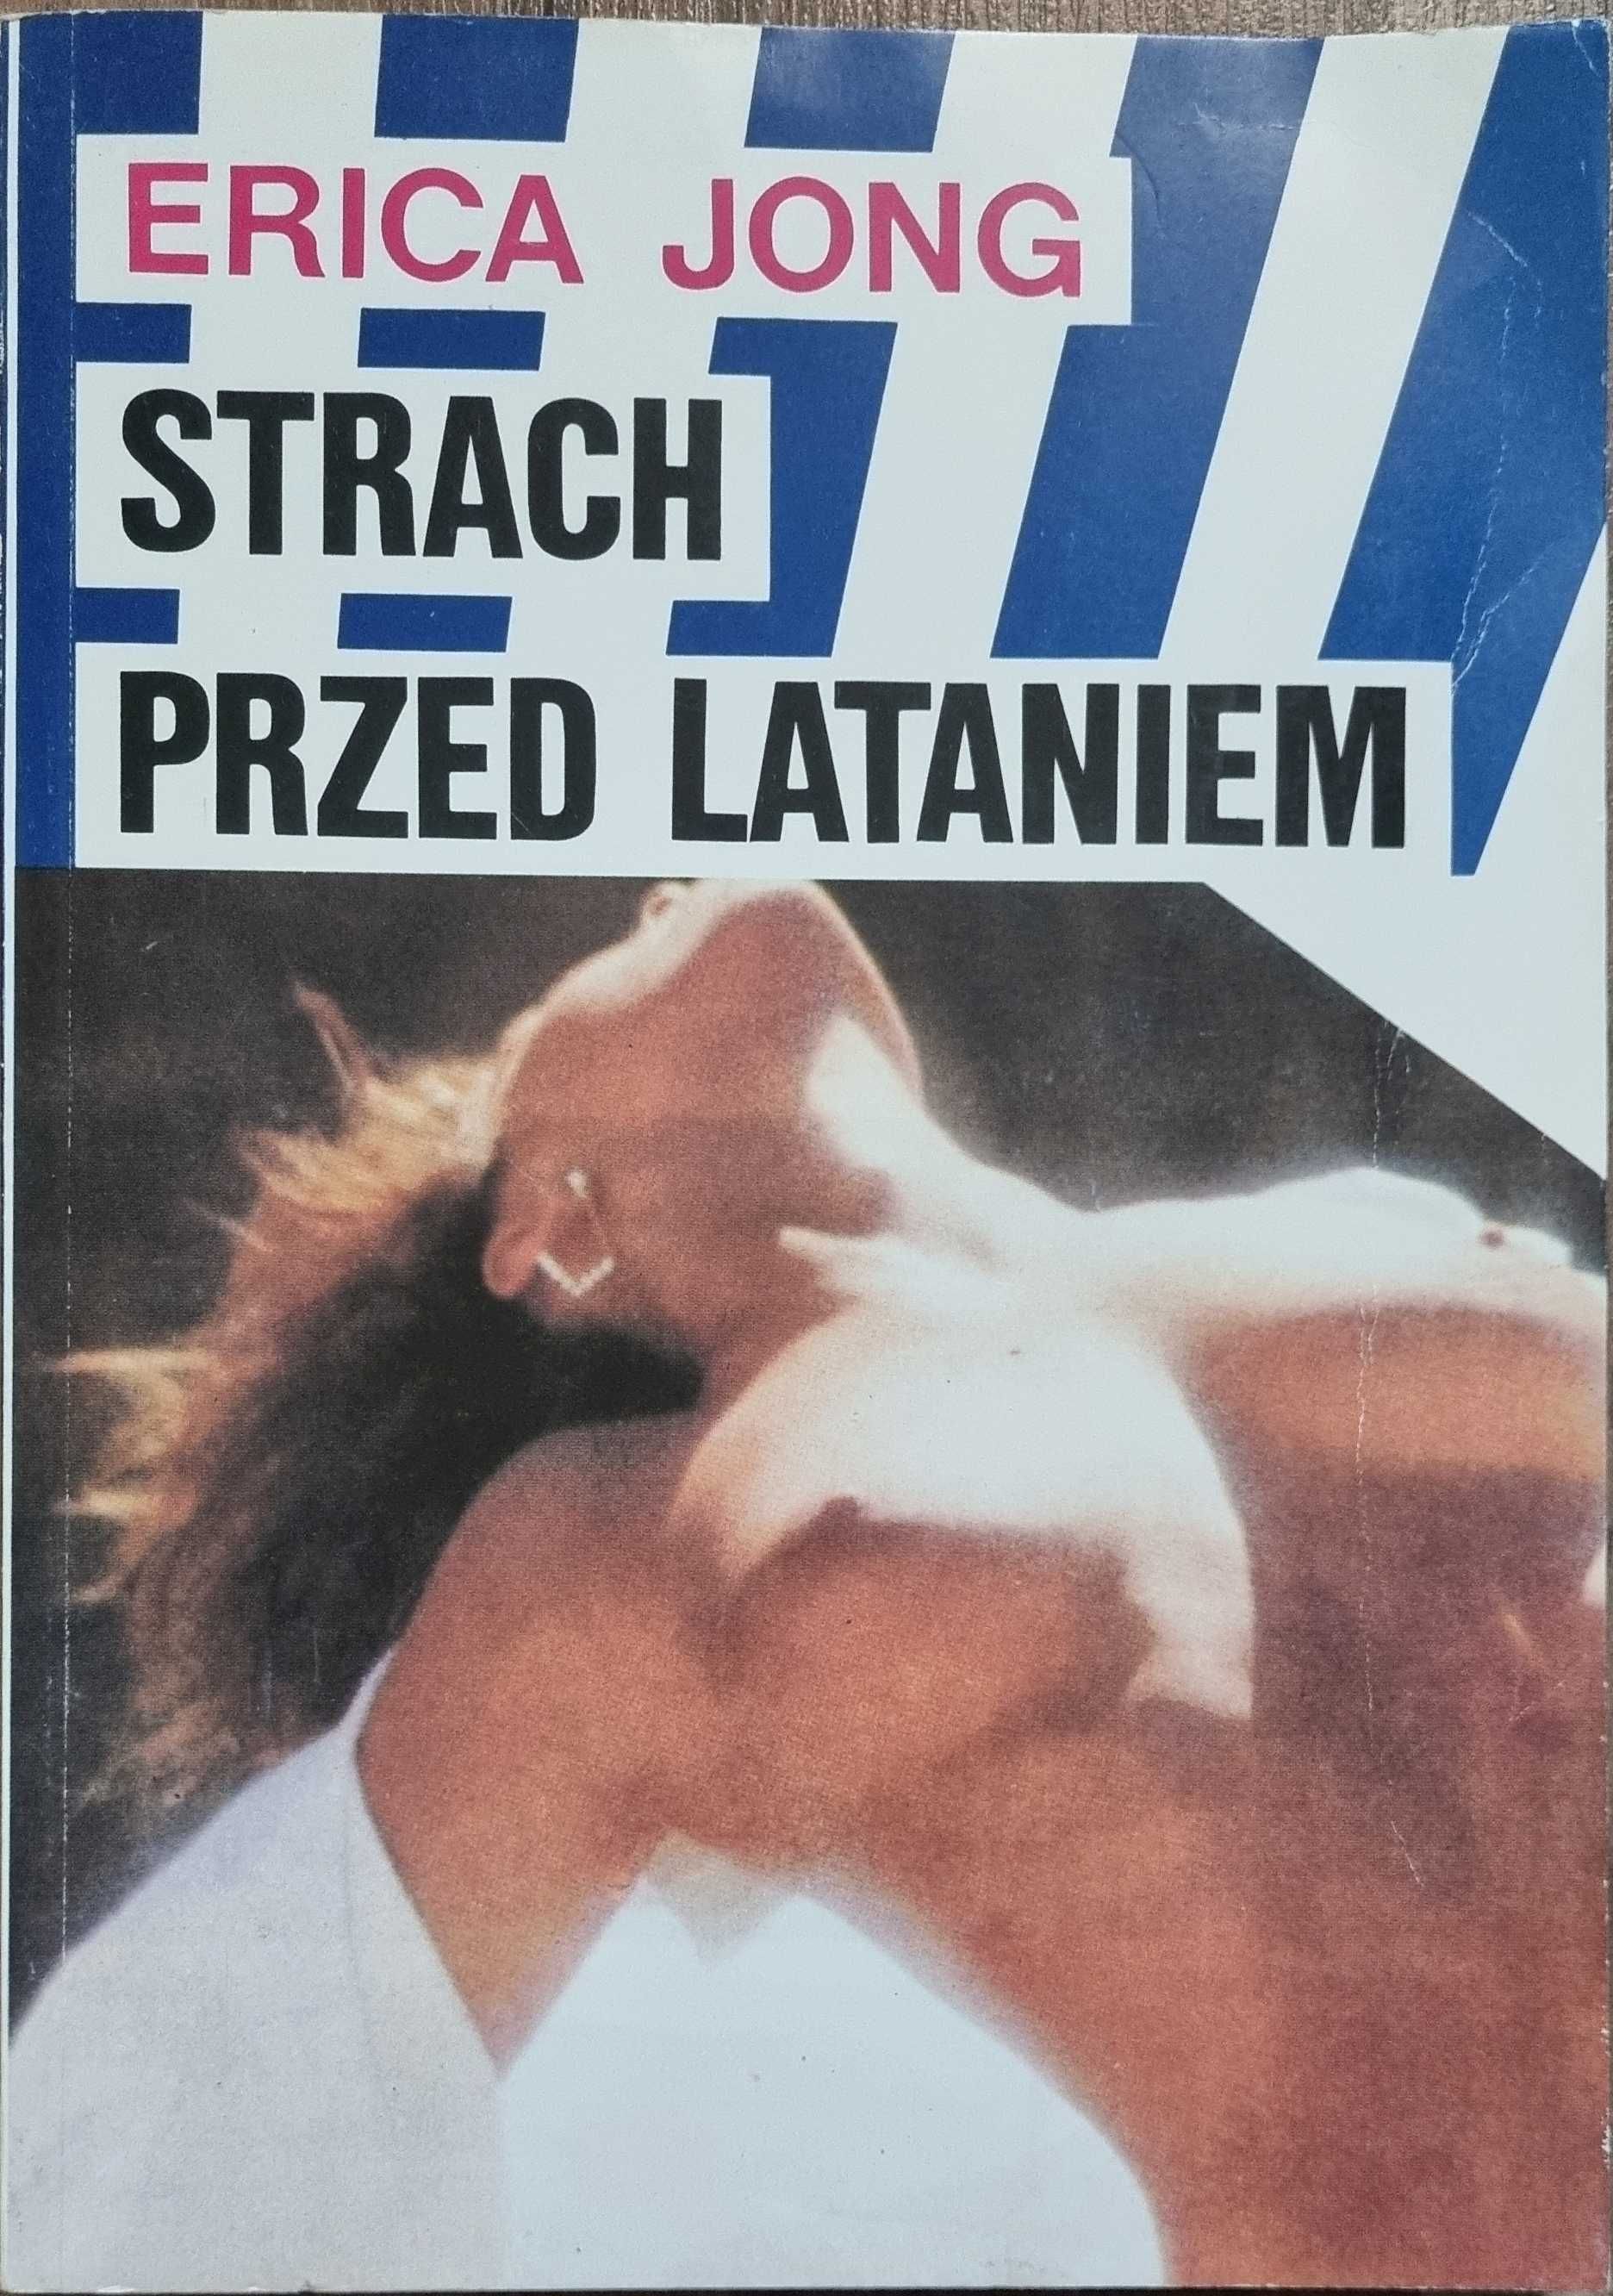 ERICA JONG
STRACH
PRZED LATANIEM